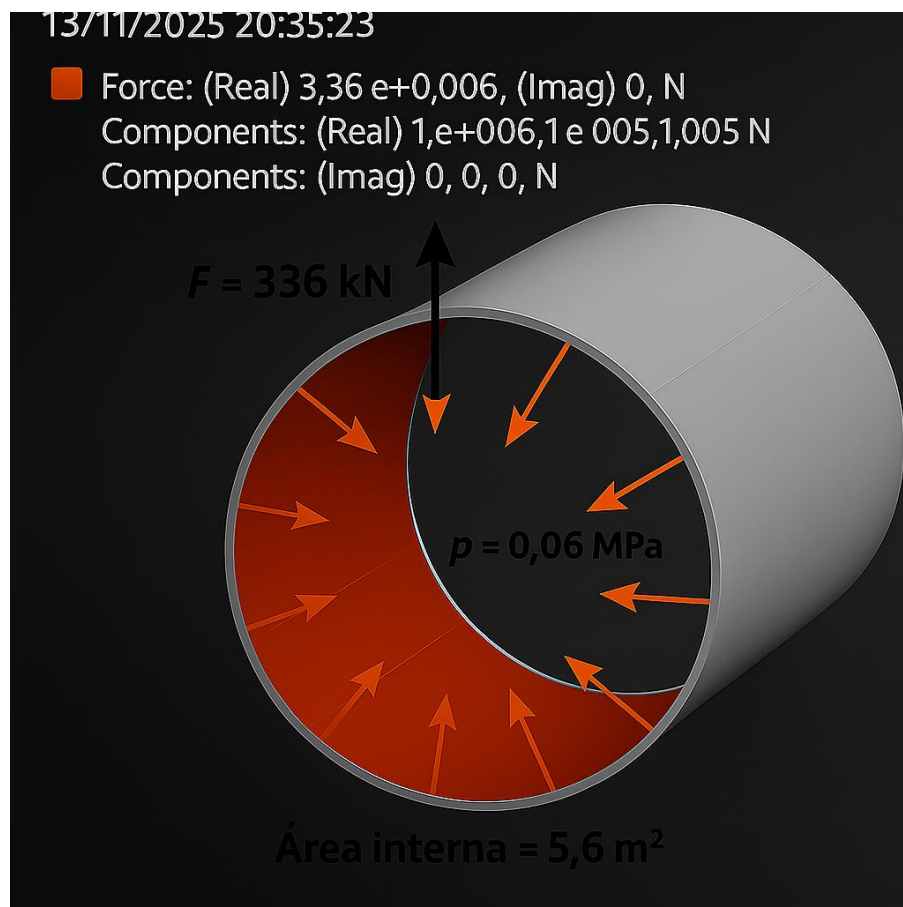 13/11/2025 20:35:23
Force: (Real) 3,36 e+0,006, (Imag) 0, N
Components: (Real) 1,e+006,1 e 005,1,005 N
Components: (Imag) 0, 0, 0, N
F = 336 kN
p = 0,06 MPa
Área interna = 5,6 m²